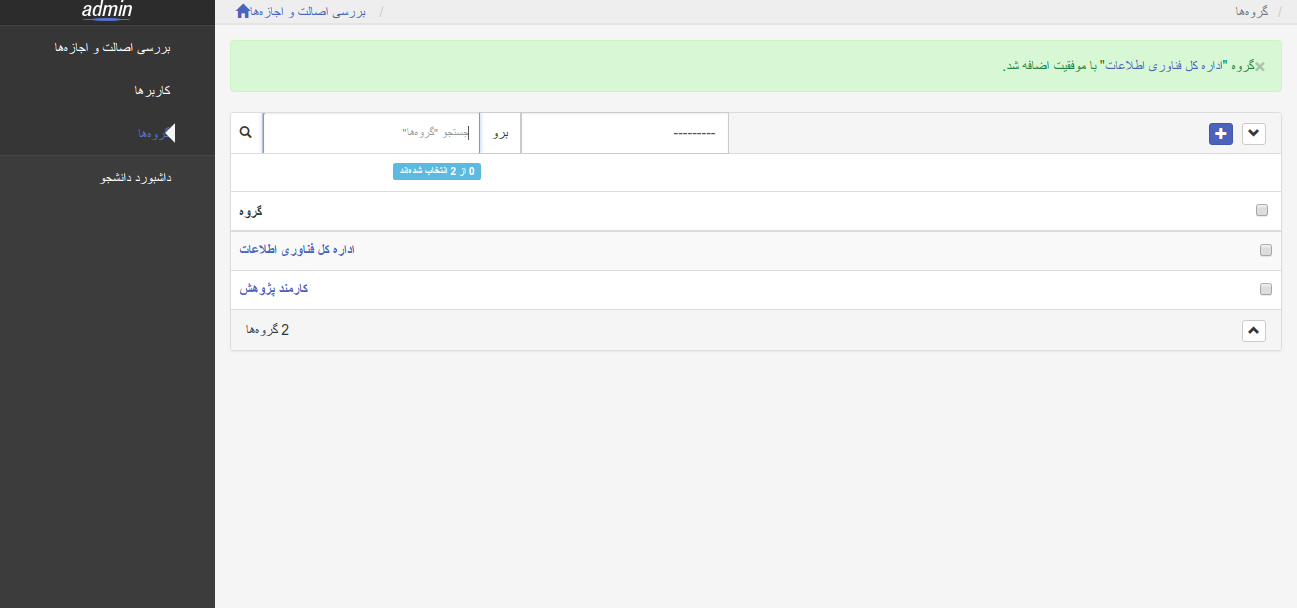 admin
بررسی اصالت و اجازه‌ها
کاربرها
گروه‌ها
داشبورد دانشجو
بررسی اصالت و اجازه‌ها /
گروه‌ها /
×گروه "اداره کل فناوری اطلاعات" با موفقیت اضافه شد.
جستجو "گروه‌ها"
برو
---------
0 از 2 انتخاب شده‌اند
گروه
اداره کل فناوری اطلاعات
کارمند پژوهش
2 گروه‌ها